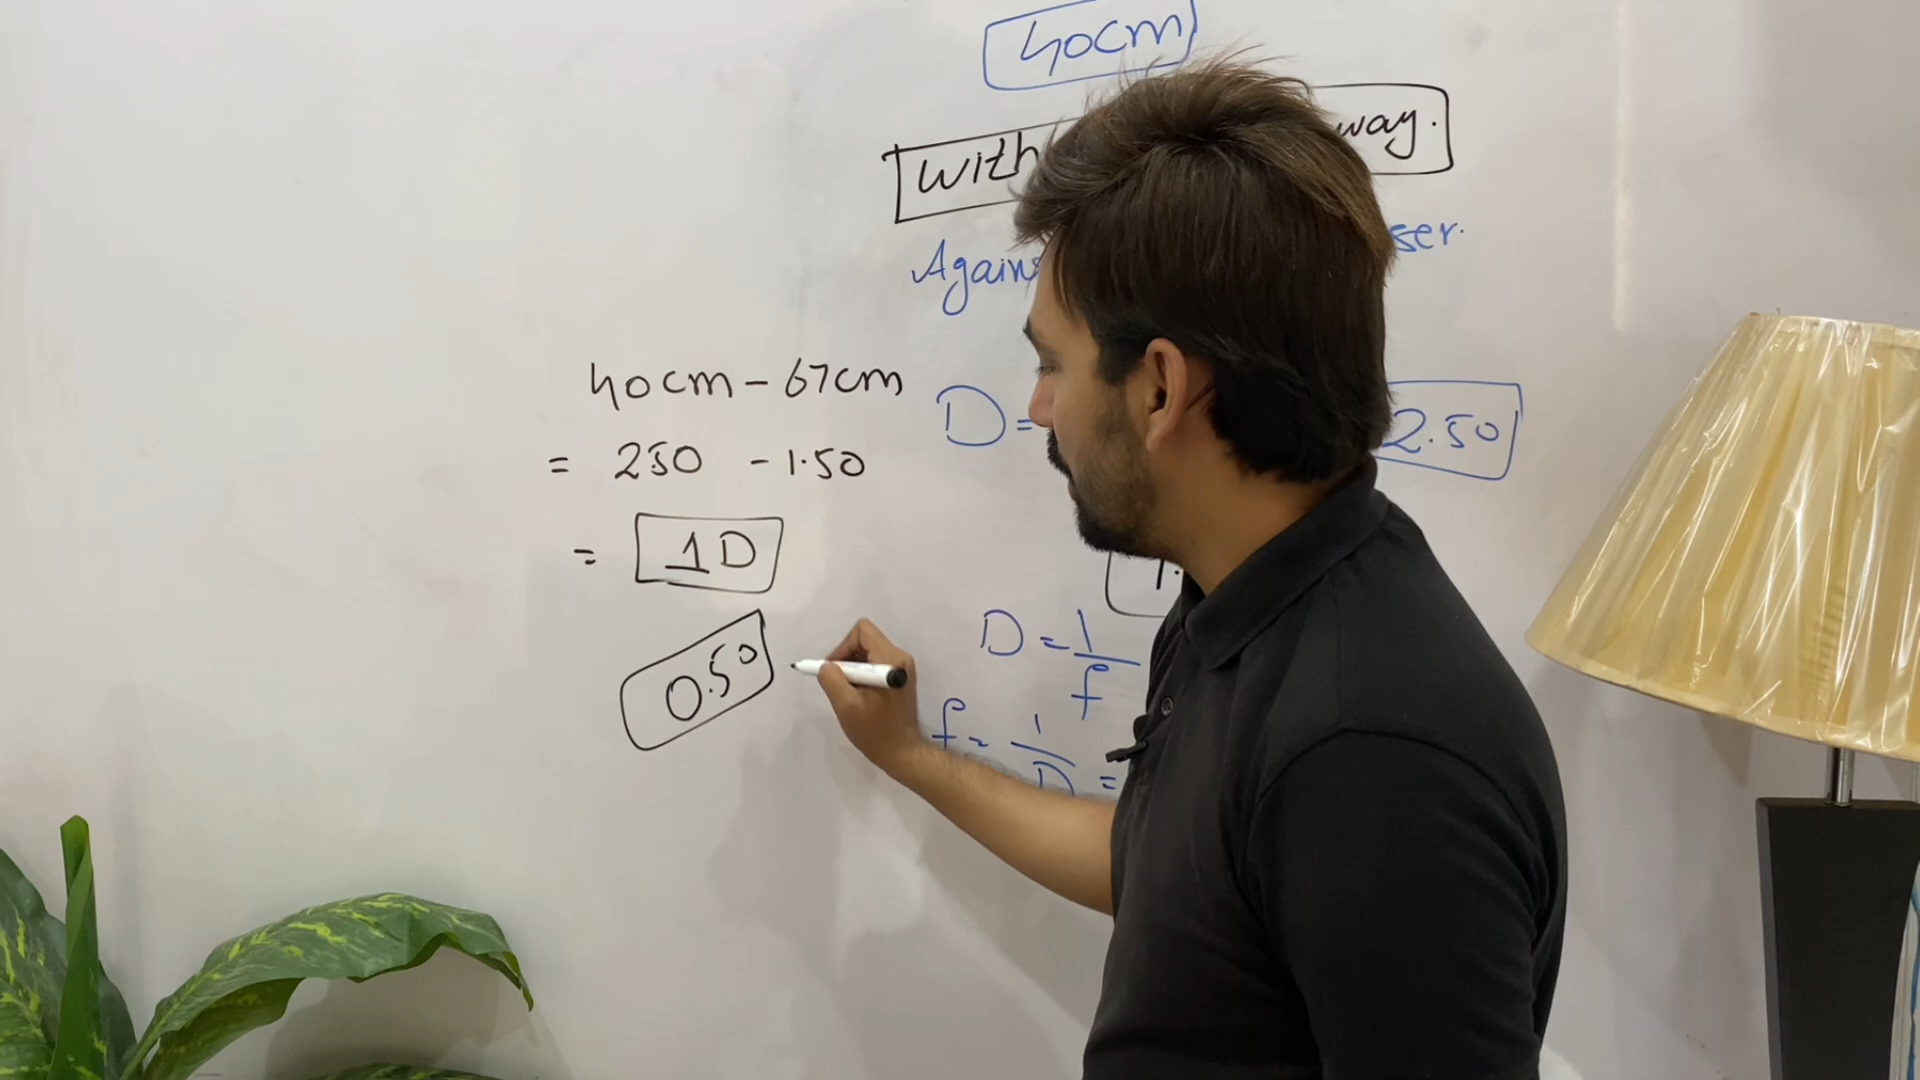 40cm
With way.
Again ser.
40cm - 67cm
= 250 - 1.50
= 1D
0.50
D= 2.50
D = 1/f
f = 1/D =